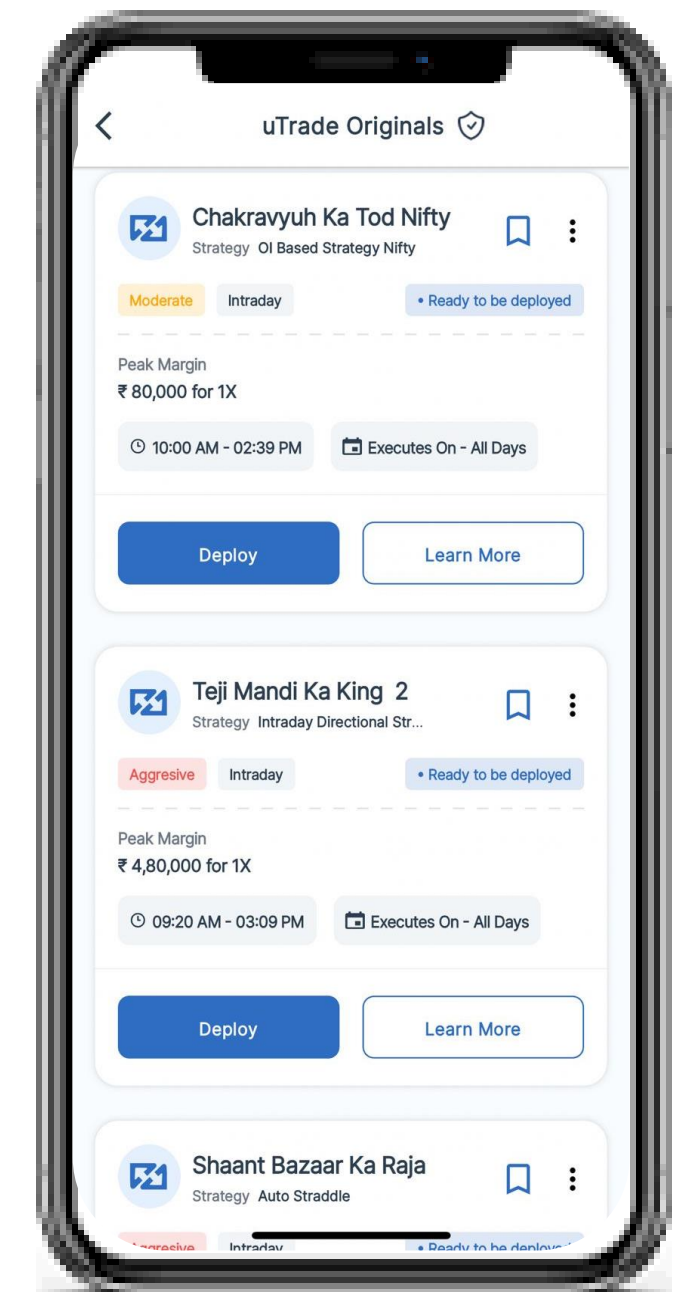 uTrade Originals
Chakravyuh Ka Tod Nifty
Strategy OI Based Strategy Nifty
Moderate Intraday • Ready to be deployed
Peak Margin
₹ 80,000 for 1X
10:00 AM - 02:39 PM Executes On - All Days
Deploy Learn More
Teji Mandi Ka King 2
Strategy Intraday Directional Str...
Aggresive Intraday • Ready to be deployed
Peak Margin
₹ 4,80,000 for 1X
09:20 AM - 03:09 PM Executes On - All Days
Deploy Learn More
Shaant Bazaar Ka Raja
Strategy Auto Straddle
Intraday • Ready to be